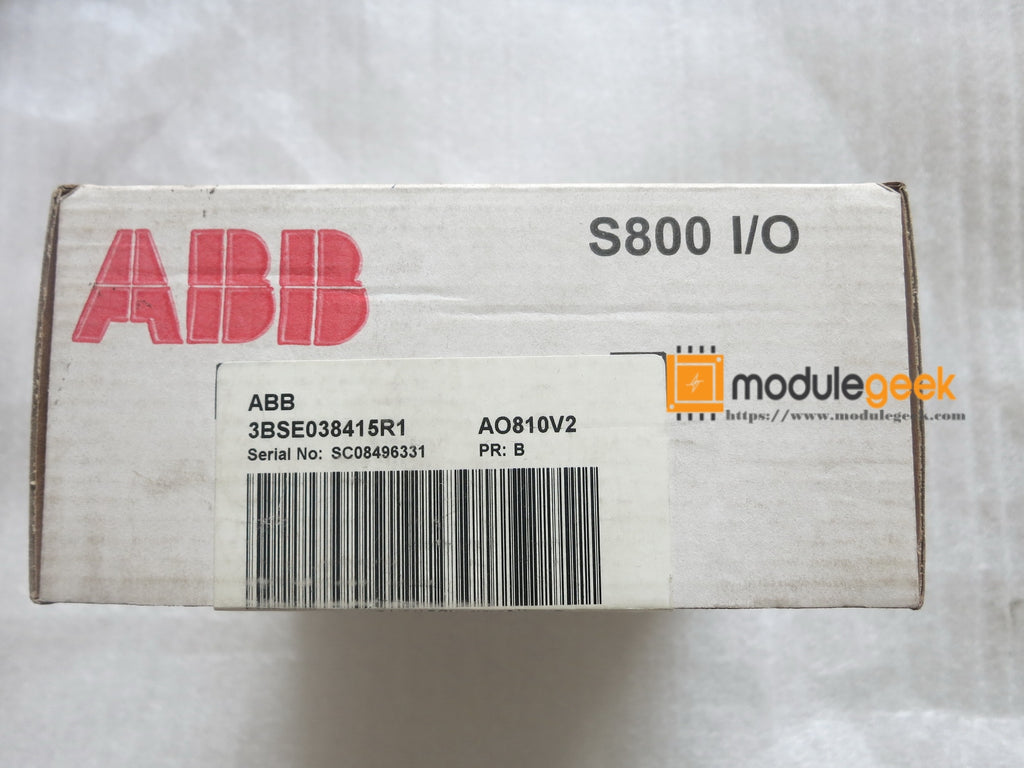 ABB
S800 I/O
modulegeek
https://www.modulegeek.com
ABB
3BSE038415R1 AO810V2
Serial No: SC08496331 PR: B